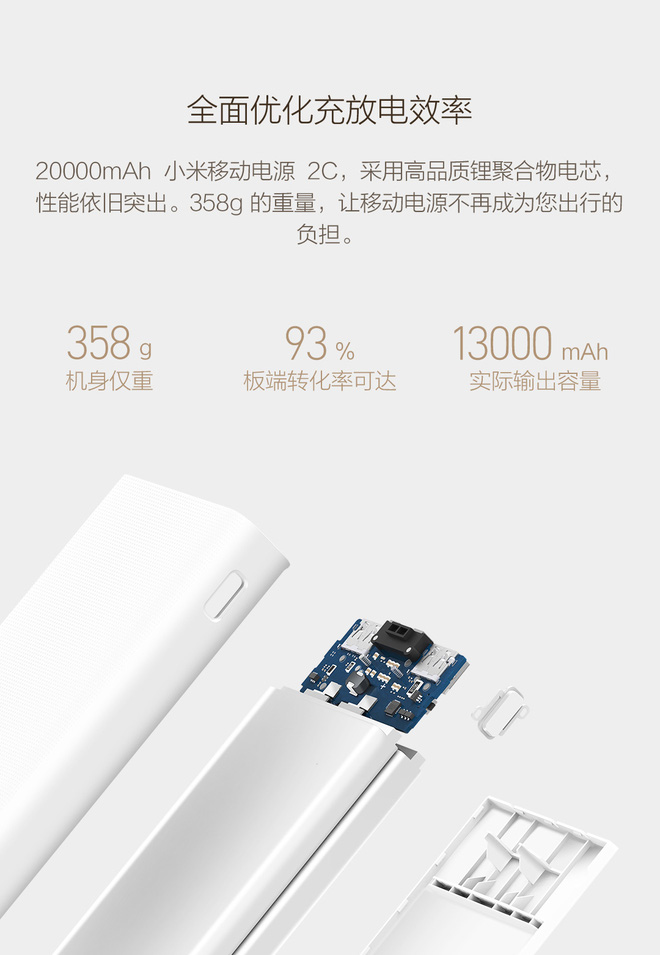 全面优化充放电效率
20000mAh 小米移动电源 2C，采用高品质锂聚合物电芯，
性能依旧突出。358g 的重量，让移动电源不再成为您出行的
负担。
358 g
机身仅重
93 %
板端转化率可达
13000 mAh
实际输出容量